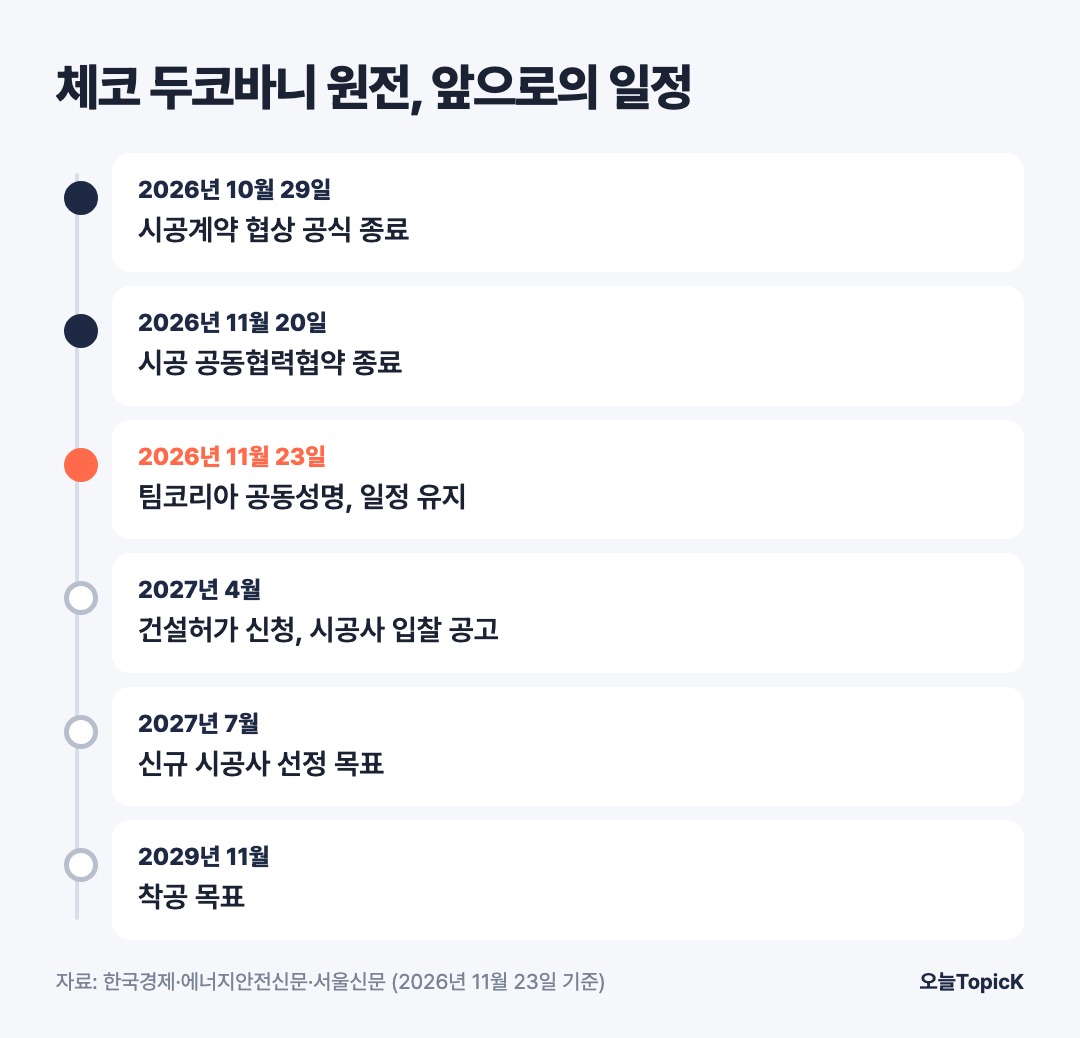 체코 두코바니 원전, 앞으로의 일정
2026년 10월 29일
시공계약 협상 공식 종료
2026년 11월 20일
시공 공동협력협약 종료
2026년 11월 23일
팀코리아 공동성명, 일정 유지
2027년 4월
건설허가 신청, 시공사 입찰 공고
2027년 7월
신규 시공사 선정 목표
2029년 11월
착공 목표
자료: 한국경제·에너지안전신문·서울신문 (2026년 11월 23일 기준)
오늘TopicK